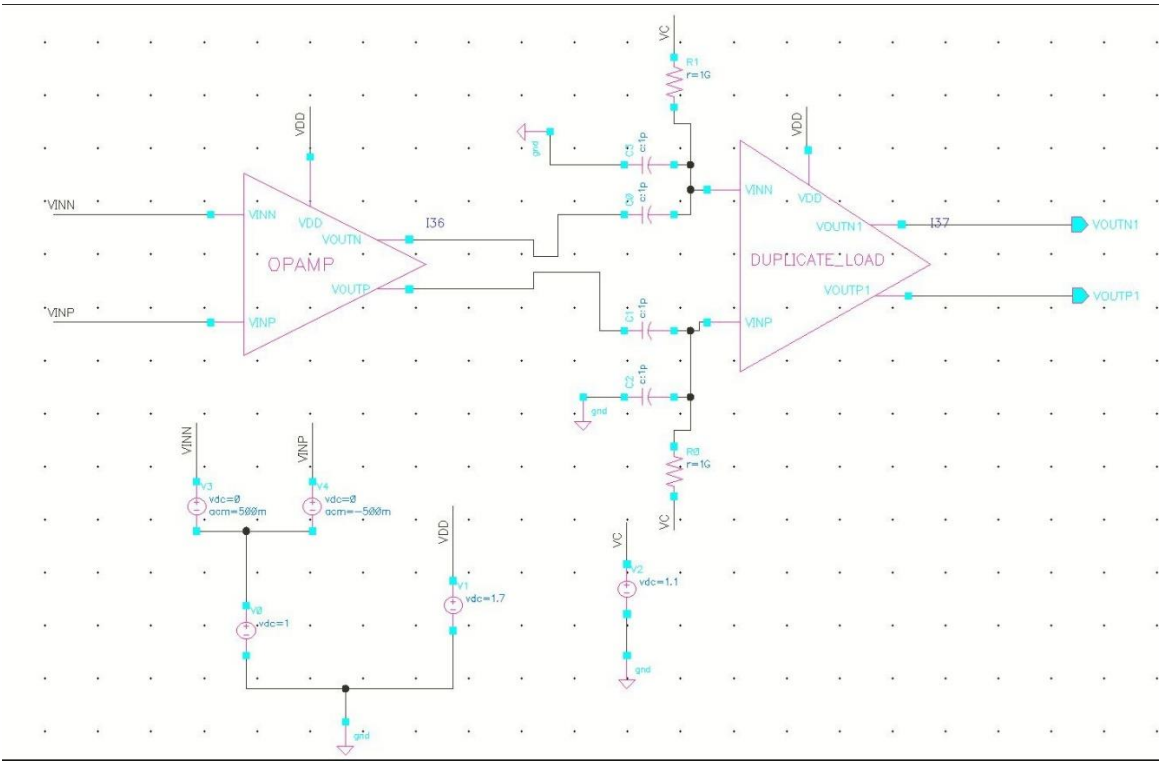 VC
R1
r=1G
VDD
gnd
C3
c:1p
VDD
VINN
VINN
VDD
VOUTN
I36
C0
c:1p
VINN
VDD
VOUTN1
I37
VOUTN1
OPAMP
DUPLICATE_LOAD
VINP
VINP
VOUTP
C1
c:1p
VINP
VOUTP1
VOUTP1
C2
c:1p
gnd
R0
r=1G
VC
VINN
VINP
V3
vdc=0
acm=500m
V4
vdc=0
acm=-500m
VDD
V1
vdc=1.7
V0
vdc=1
gnd
VC
V2
vdc=1.1
gnd